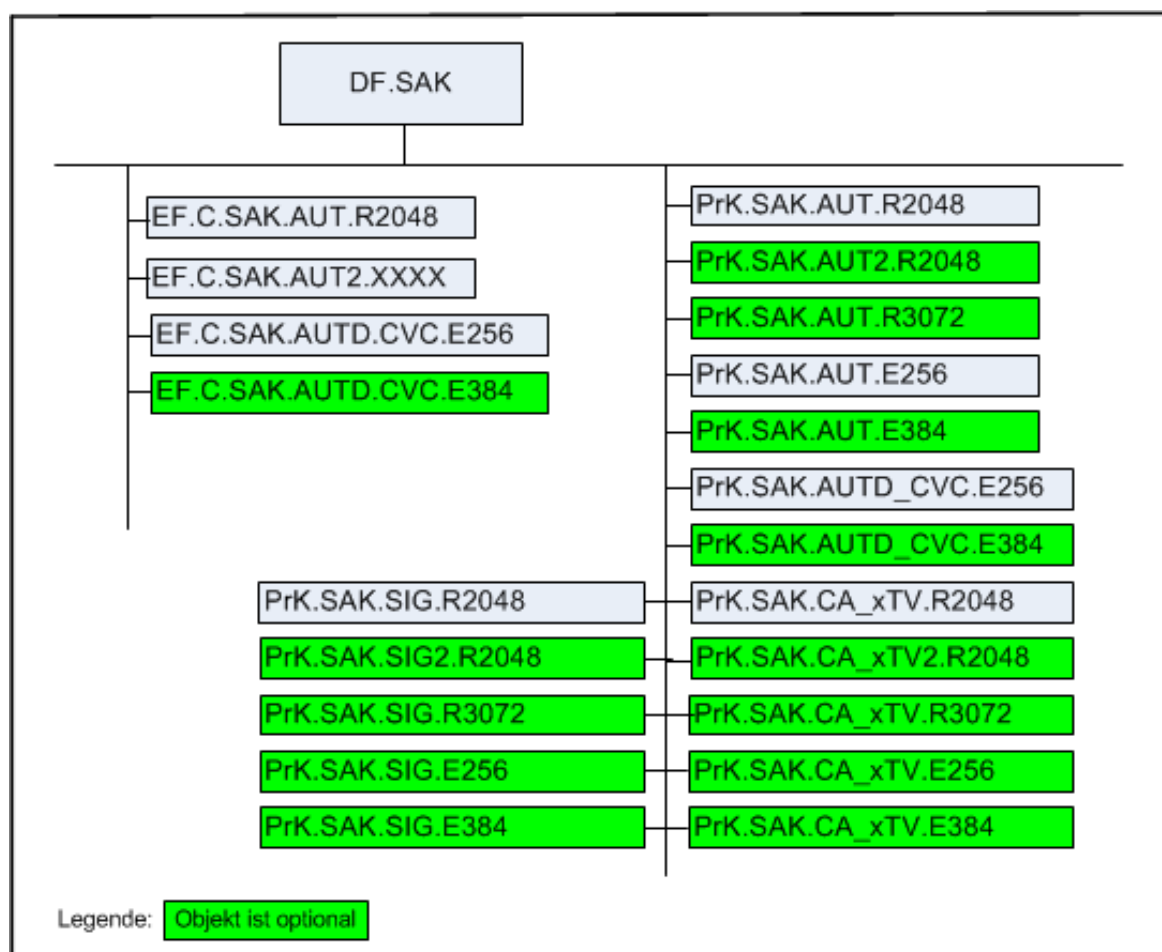 DF.SAK
EF.C.SAK.AUT.R2048
EF.C.SAK.AUT2.XXXX
EF.C.SAK.AUTD.CVC.E256
EF.C.SAK.AUTD.CVC.E384
PrK.SAK.AUT.R2048
PrK.SAK.AUT2.R2048
PrK.SAK.AUT.R3072
PrK.SAK.AUT.E256
PrK.SAK.AUT.E384
PrK.SAK.AUTD_CVC.E256
PrK.SAK.AUTD_CVC.E384
PrK.SAK.SIG.R2048
PrK.SAK.CA_xTV.R2048
PrK.SAK.SIG2.R2048
PrK.SAK.CA_xTV2.R2048
PrK.SAK.SIG.R3072
PrK.SAK.CA_xTV.R3072
PrK.SAK.SIG.E256
PrK.SAK.CA_xTV.E256
PrK.SAK.SIG.E384
PrK.SAK.CA_xTV.E384
Legende: Objekt ist optional